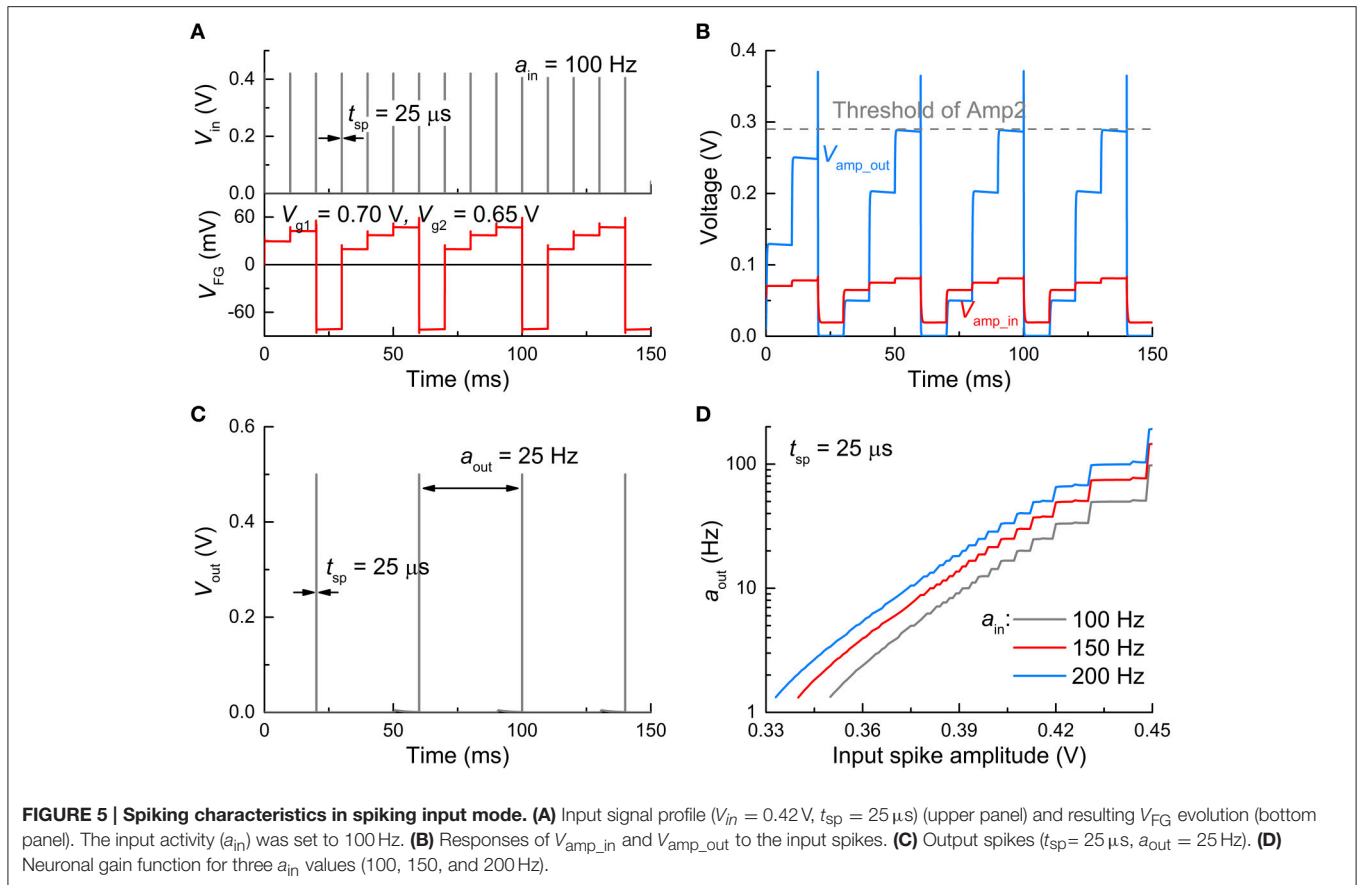 A
V_in (V)
0.4
0.2
0.0
a_in = 100 Hz
t_sp = 25 μs
V_FG (mV)
60
0
-60
V_g1 = 0.70 V, V_g2 = 0.65 V
0 50 100 150
Time (ms)
B
Voltage (V)
0.4
0.3
0.2
0.1
0.0
Threshold of Amp2
V_amp_out
V_amp_in
0 50 100 150
Time (ms)
C
V_out (V)
0.6
0.4
0.2
0.0
a_out = 25 Hz
t_sp = 25 μs
0 50 100 150
Time (ms)
D
a_out (Hz)
100
10
1
t_sp = 25 μs
a_in:
100 Hz
150 Hz
200 Hz
0.33 0.36 0.39 0.42 0.45
Input spike amplitude (V)
FIGURE 5 | Spiking characteristics in spiking input mode. (A) Input signal profile (V_in = 0.42 V, t_sp = 25 μs) (upper panel) and resulting V_FG evolution (bottom
panel). The input activity (a_in) was set to 100 Hz. (B) Responses of V_amp_in and V_amp_out to the input spikes. (C) Output spikes (t_sp= 25 μs, a_out = 25 Hz). (D)
Neuronal gain function for three a_in values (100, 150, and 200 Hz).